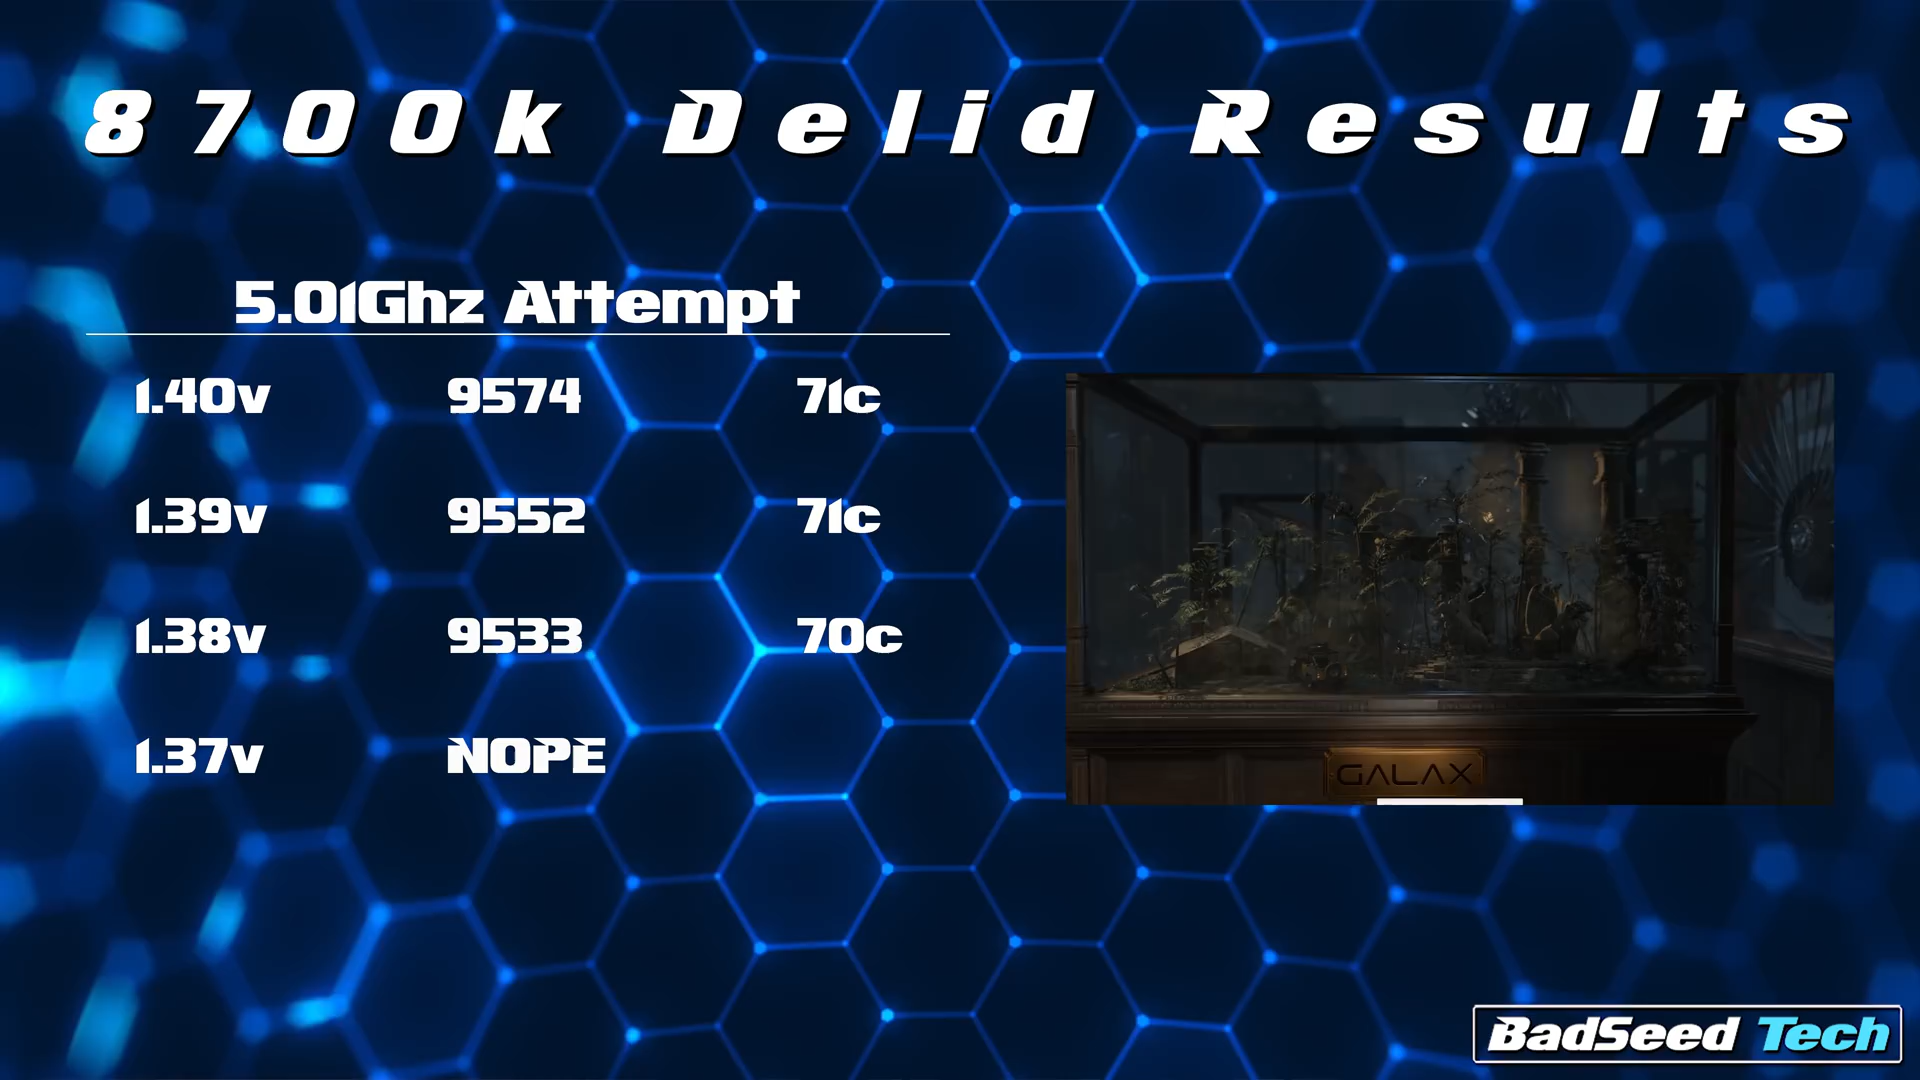 8700k Delid Results
5.01Ghz Attempt
1.40v 9574 71c
1.39v 9552 71c
1.38v 9533 70c
1.37v NOPE
GALAX
BadSeed Tech